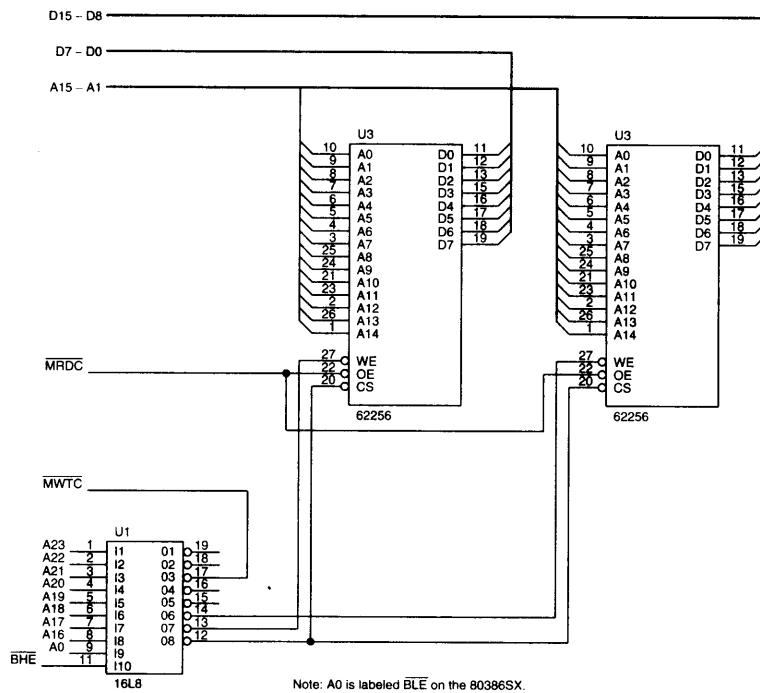 D15 – D8
D7 – D0
A15 – A1
U3
10 A0 D0 11
9 A1 D1 12
8 A2 D2 13
7 A3 D3 15
6 A4 D4 16
5 A5 D5 17
4 A6 D6 18
3 A7 D7 19
25 A8
24 A9
21 A10
23 A11
2 A12
26 A13
1 A14
27 WE
22 OE
20 CS
62256
U3
10 A0 D0 11
9 A1 D1 12
8 A2 D2 13
7 A3 D3 15
6 A4 D4 16
5 A5 D5 17
4 A6 D6 18
3 A7 D7 19
25 A8
24 A9
21 A10
23 A11
2 A12
26 A13
1 A14
27 WE
22 OE
20 CS
62256
MRDC
MWTC
U1
A23 1 I1 01 19
A22 2 I2 02 18
A21 3 I3 03 17
A20 4 I4 04 16
A19 5 I5 05 15
A18 6 I6 06 14
A17 7 I7 07 13
A16 8 I8 08 12
A0 9 I9
BHE 11 I10
16L8
Note: A0 is labeled BLE on the 80386SX.